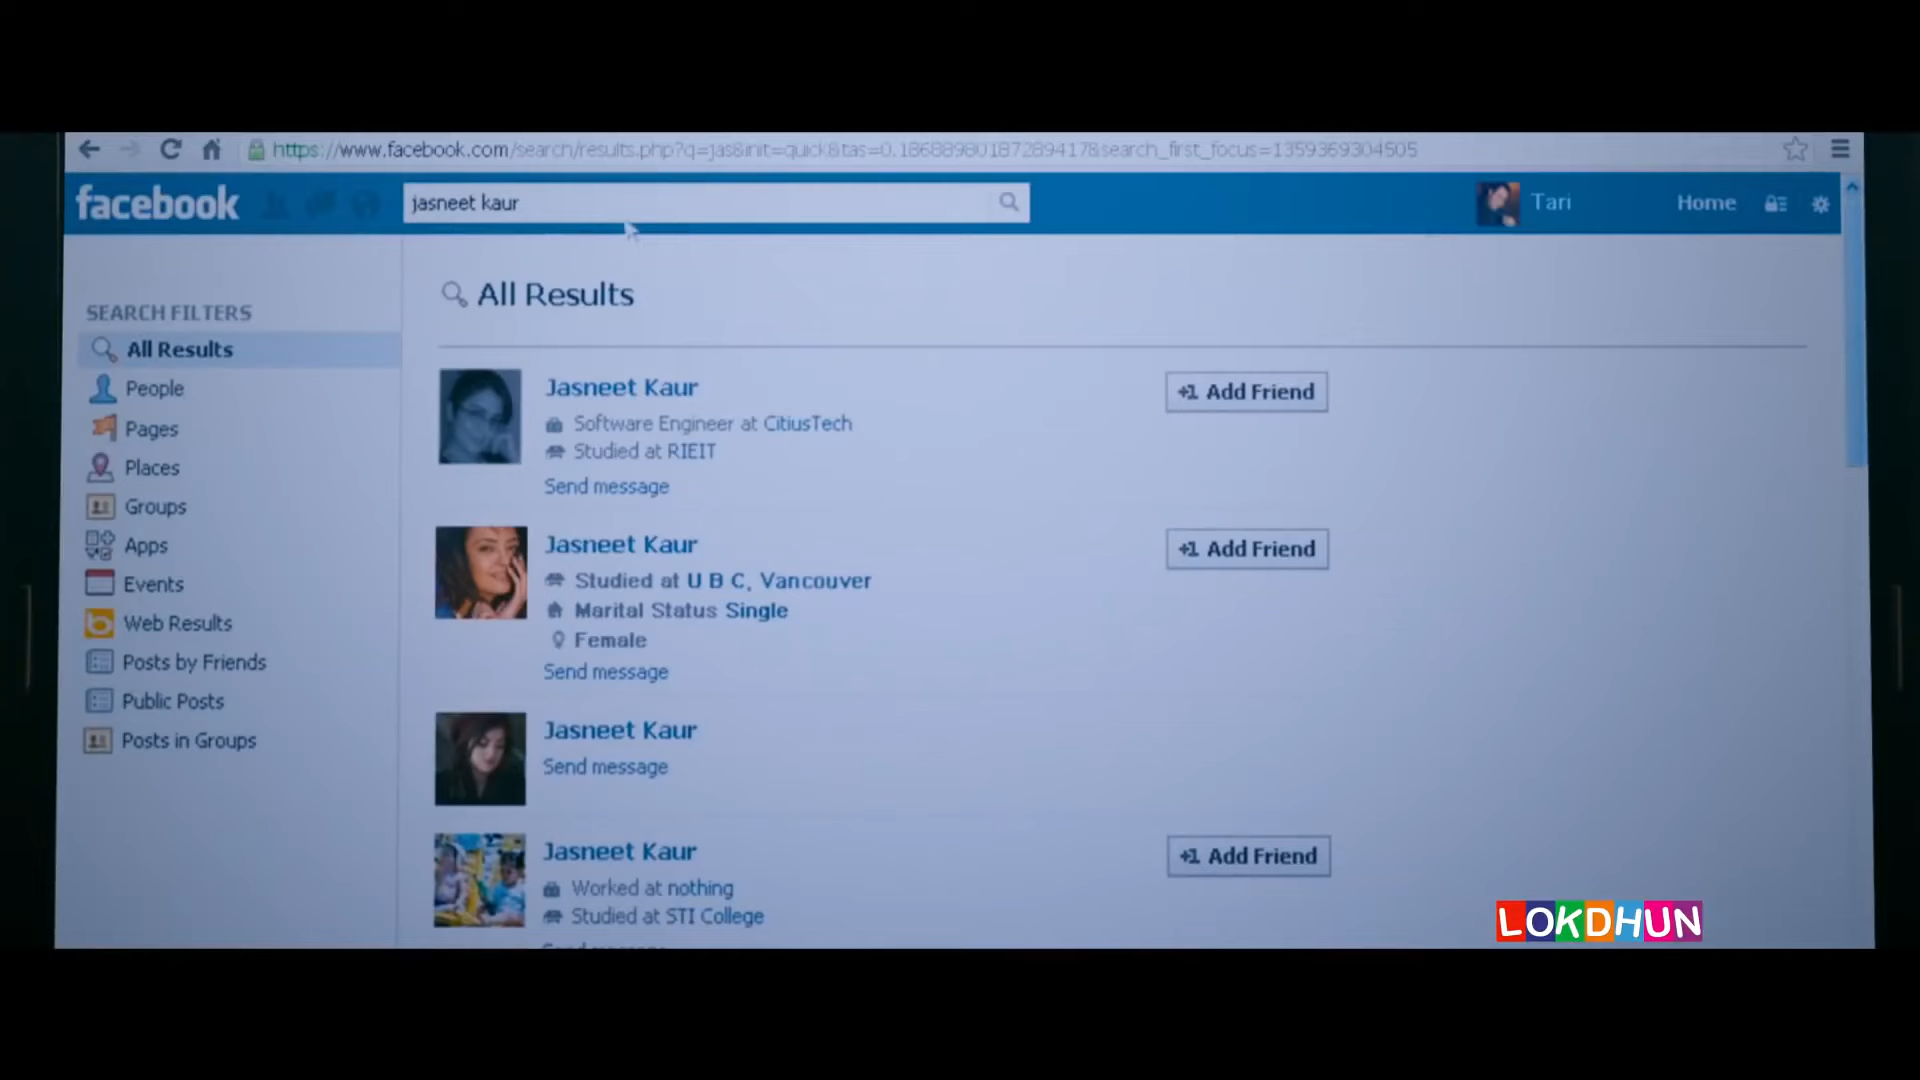 https://www.facebook.com/search/results.php?q=jas&init=quick&tas=0.1868898018728941​7&search_first_focus=1359369304505
facebook
jasneet kaur
Tari
Home
SEARCH FILTERS
All Results
People
Pages
Places
Groups
Apps
Events
Web Results
Posts by Friends
Public Posts
Posts in Groups
All Results
Jasneet Kaur
+1 Add Friend
Software Engineer at CitiusTech
Studied at RIEIT
Send message
Jasneet Kaur
+1 Add Friend
Studied at U B C, Vancouver
Marital Status Single
Female
Send message
Jasneet Kaur
Send message
Jasneet Kaur
+1 Add Friend
Worked at nothing
Studied at STI College
LOKDHUN